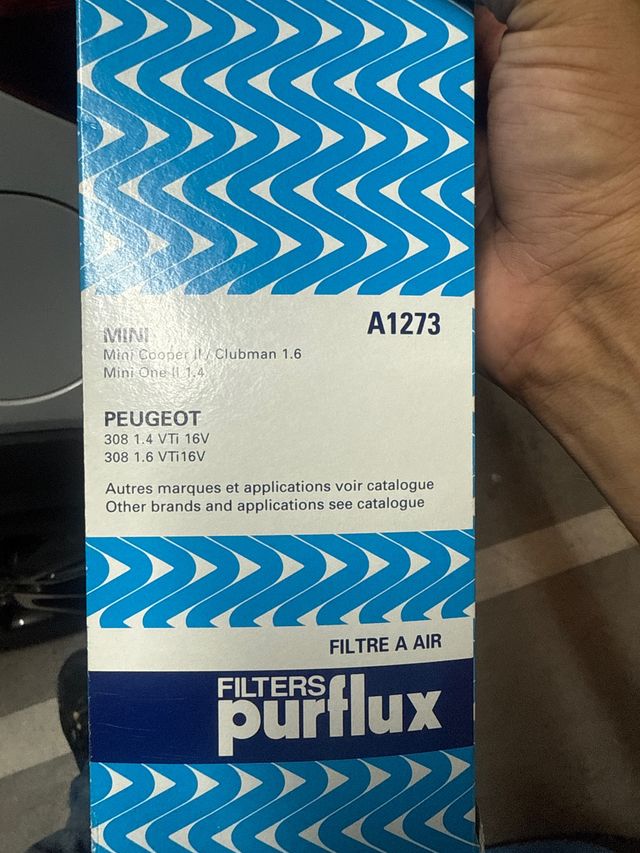 A1273
MINI
Mini Cooper II / Clubman 1.6
Mini One II 1.4
PEUGEOT
308 1.4 VTi 16V
308 1.6 VTi16V
Autres marques et applications voir catalogue
Other brands and applications see catalogue
FILTRE A AIR
FILTERS
purflux